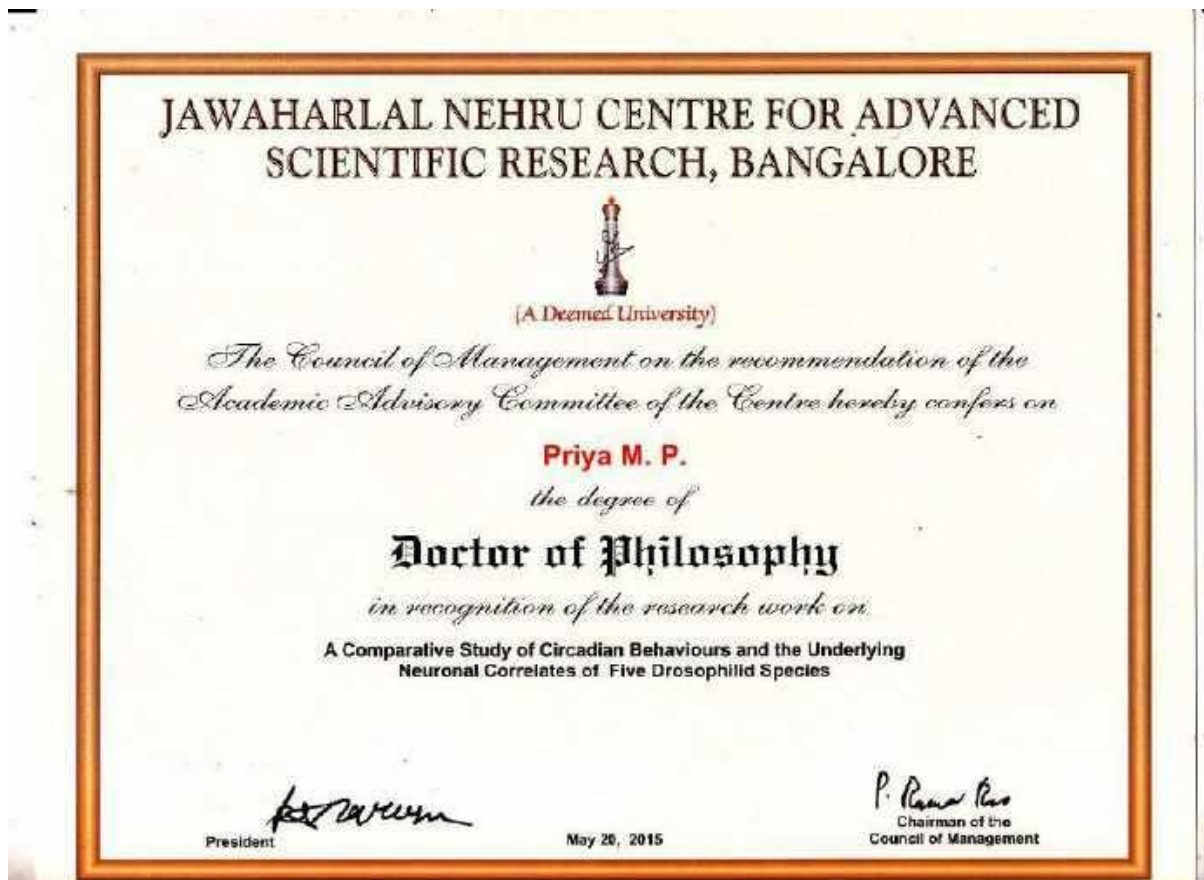 JAWAHARLAL NEHRU CENTRE FOR ADVANCED
SCIENTIFIC RESEARCH, BANGALORE
(A Deemed University)
The Council of Management on the recommendation of the
Academic Advisory Committee of the Centre hereby confers on
Priya M. P.
the degree of
Doctor of Philosophy
in recognition of the research work on
A Comparative Study of Circadian Behaviours and the Underlying
Neuronal Correlates of Five Drosophilid Species
P. Rama Rao
President
May 20, 2015
Chairman of the
Council of Management